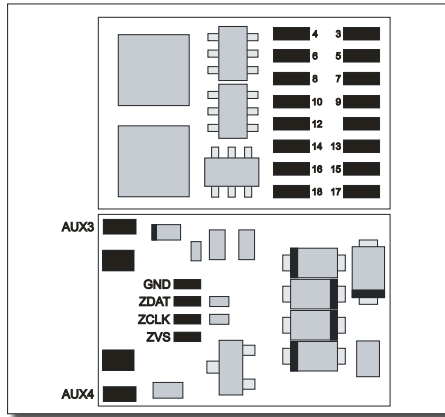 4 3
6 5
8 7
10 9
12
14 13
16 15
18 17
AUX3
GND
ZDAT
ZCLK
ZVS
AUX4